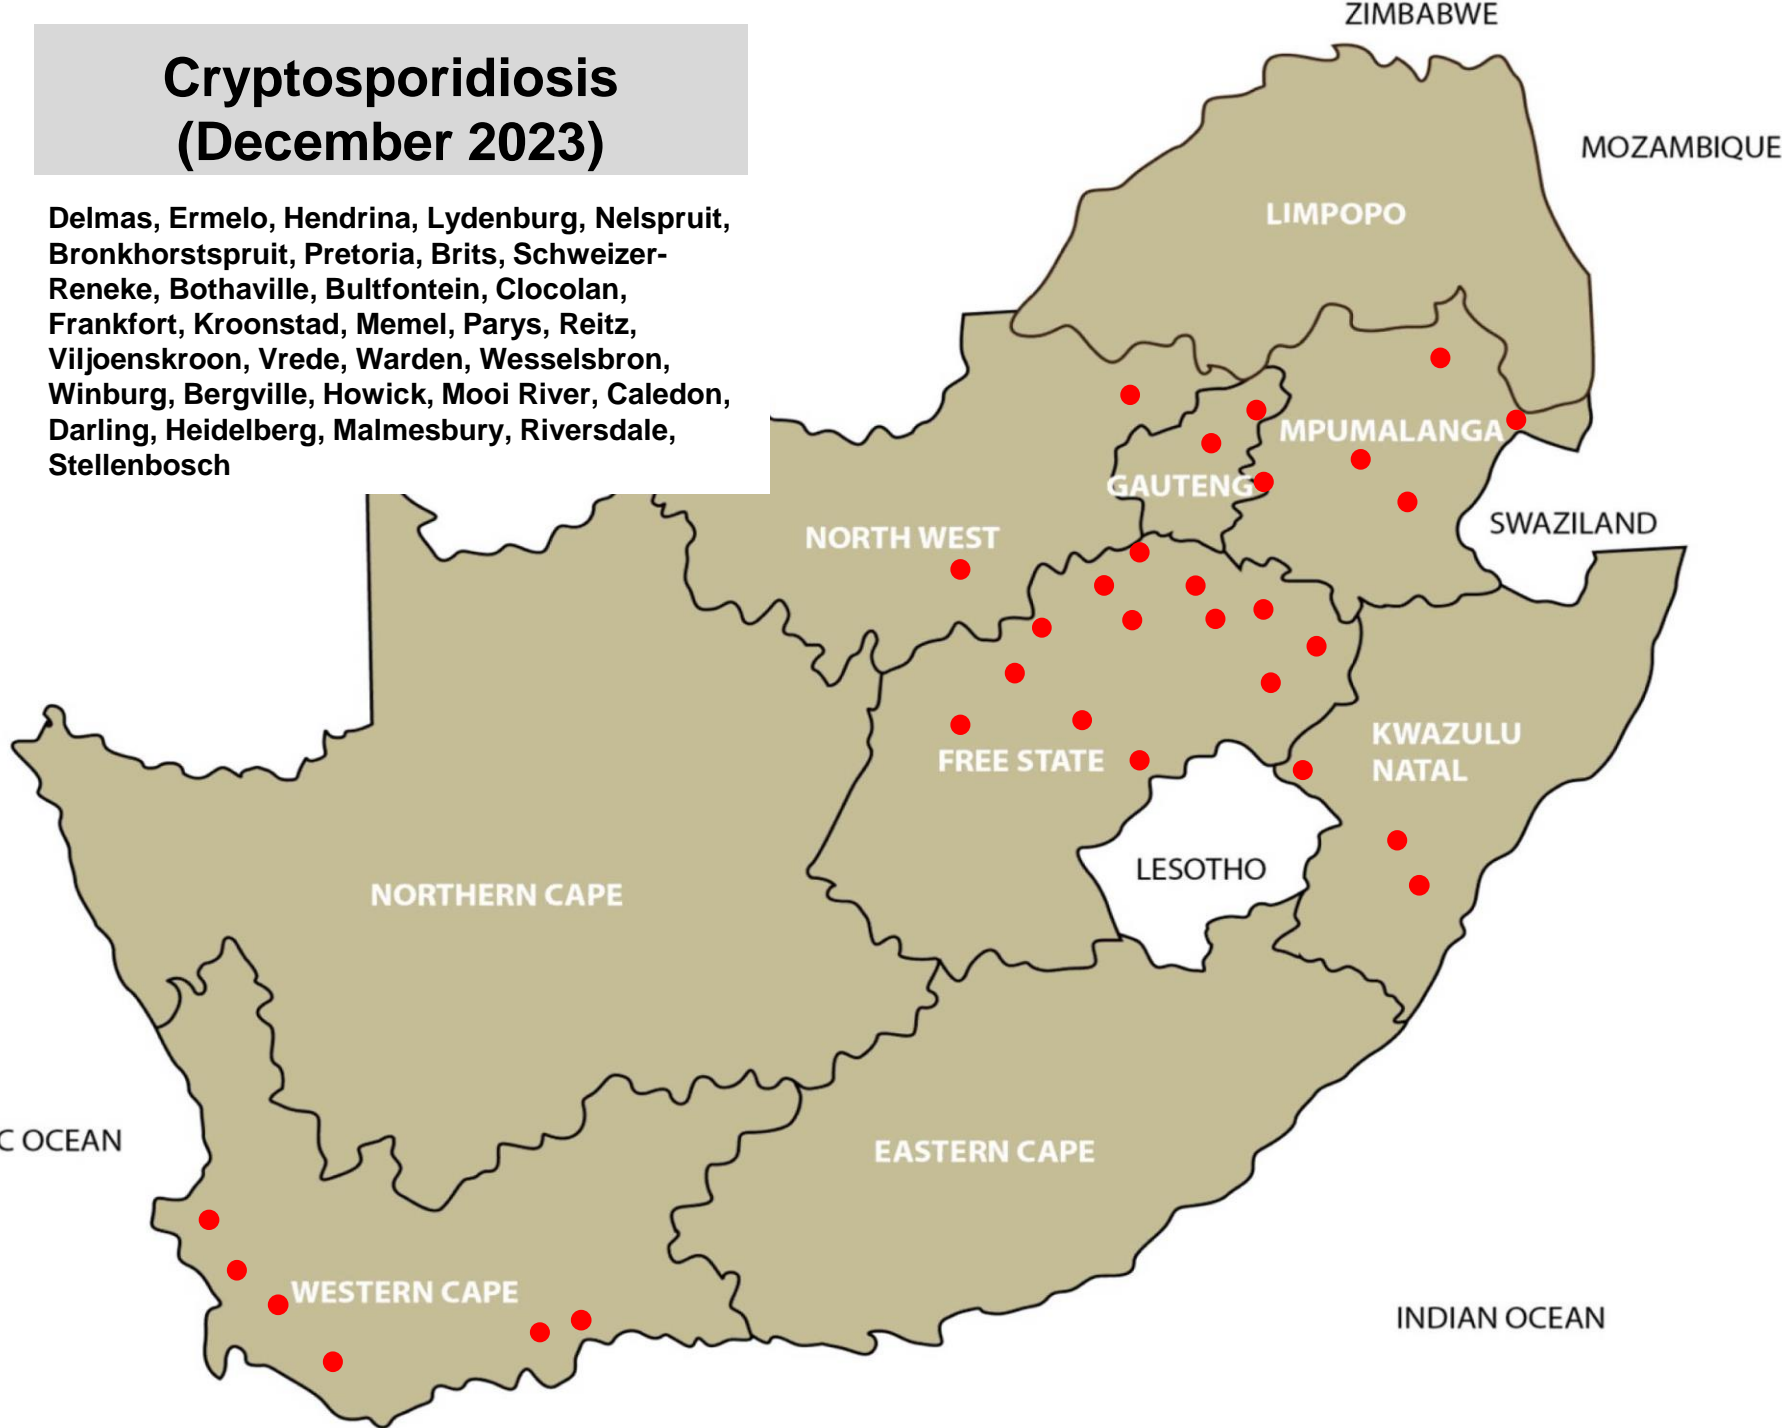 Cryptosporidiosis
(December 2023)
Delmas, Ermelo, Hendrina, Lydenburg, Nelspruit,
Bronkhorstspruit, Pretoria, Brits, Schweizer-
Reneke, Bothaville, Bultfontein, Clocolan,
Frankfort, Kroonstad, Memel, Parys, Reitz,
Viljoenskroon, Vrede, Warden, Wesselsbron,
Winburg, Bergville, Howick, Mooi River, Caledon,
Darling, Heidelberg, Malmesbury, Riversdale,
Stellenbosch
ZIMBABWE
MOZAMBIQUE
LIMPOPO
MPUMALANGA
GAUTENG
SWAZILAND
NORTH WEST
KWAZULU
NATAL
FREE STATE
LESOTHO
NORTHERN CAPE
C OCEAN
EASTERN CAPE
WESTERN CAPE
INDIAN OCEAN